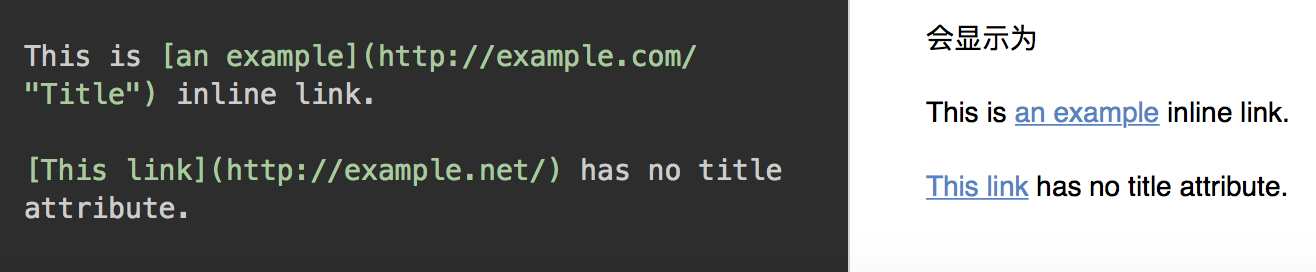 This is [an example](http://example.com/
"Title") inline link.
[This link](http://example.net/) has no title
attribute.
会显示为
This is an example inline link.
This link has no title attribute.